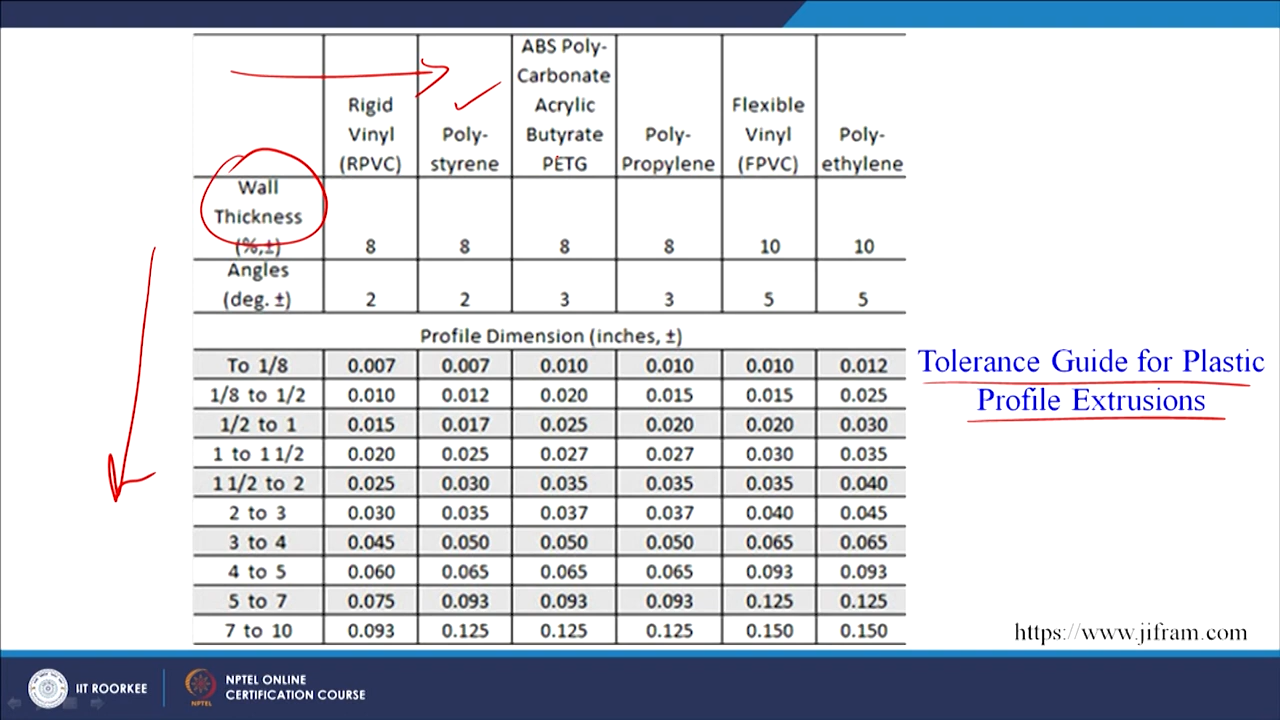 Rigid Vinyl (RPVC)
Poly-styrene
ABS Poly-Carbonate Acrylic Butyrate PETG
Poly-Propylene
Flexible Vinyl (FPVC)
Poly-ethylene
Wall Thickness (%,±) 8 8 8 8 10 10
Angles (deg. ±) 2 2 3 3 5 5
Profile Dimension (inches, ±)
To 1/8 0.007 0.007 0.010 0.010 0.010 0.012
1/8 to 1/2 0.010 0.012 0.020 0.015 0.015 0.025
1/2 to 1 0.015 0.017 0.025 0.020 0.020 0.030
1 to 1 1/2 0.020 0.025 0.027 0.027 0.030 0.035
1 1/2 to 2 0.025 0.030 0.035 0.035 0.035 0.040
2 to 3 0.030 0.035 0.037 0.037 0.040 0.045
3 to 4 0.045 0.050 0.050 0.050 0.065 0.065
4 to 5 0.060 0.065 0.065 0.065 0.093 0.093
5 to 7 0.075 0.093 0.093 0.093 0.125 0.125
7 to 10 0.093 0.125 0.125 0.125 0.150 0.150
Tolerance Guide for Plastic
Profile Extrusions
https://www.jifram.com
IIT ROORKEE
NPTEL
NPTEL ONLINE
CERTIFICATION COURSE